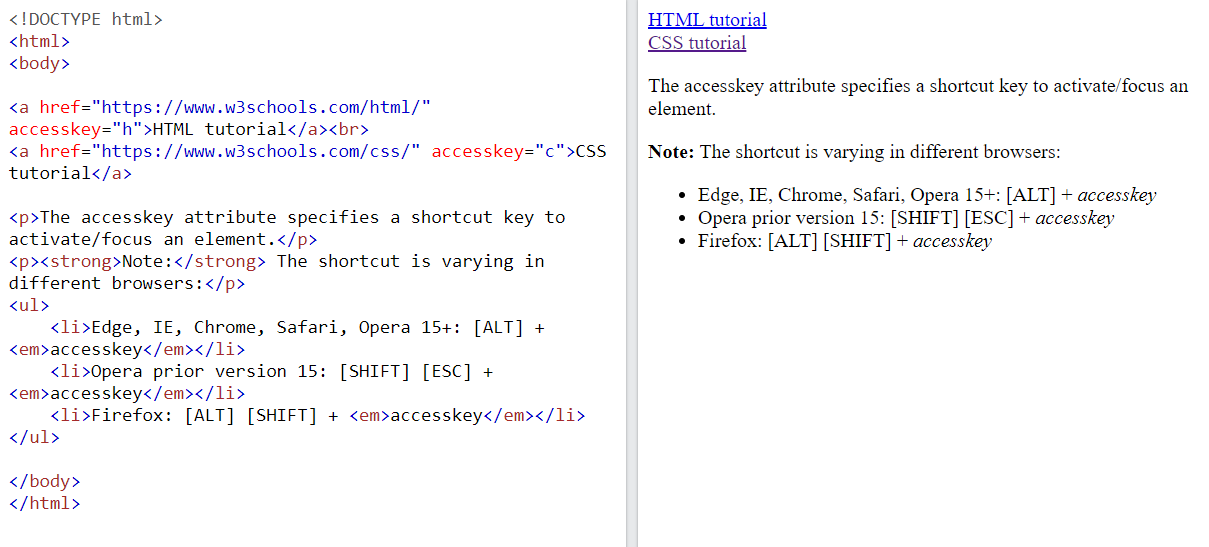 <!DOCTYPE html>
<html>
<body>
<a href="https://www.w3schools.com/html/"
accesskey="h">HTML tutorial</a><br>
<a href="https://www.w3schools.com/css/" accesskey="c">CSS
tutorial</a>
<p>The accesskey attribute specifies a shortcut key to
activate/focus an element.</p>
<p><strong>Note:</strong> The shortcut is varying in
different browsers:</p>
<ul>
    <li>Edge, IE, Chrome, Safari, Opera 15+: [ALT] +
<em>accesskey</em></li>
    <li>Opera prior version 15: [SHIFT] [ESC] +
<em>accesskey</em></li>
    <li>Firefox: [ALT] [SHIFT] + <em>accesskey</em></li>
</ul>
</body>
</html>
HTML tutorial
CSS tutorial
The accesskey attribute specifies a shortcut key to activate/focus an
element.
Note: The shortcut is varying in different browsers:
• Edge, IE, Chrome, Safari, Opera 15+: [ALT] + accesskey
• Opera prior version 15: [SHIFT] [ESC] + accesskey
• Firefox: [ALT] [SHIFT] + accesskey